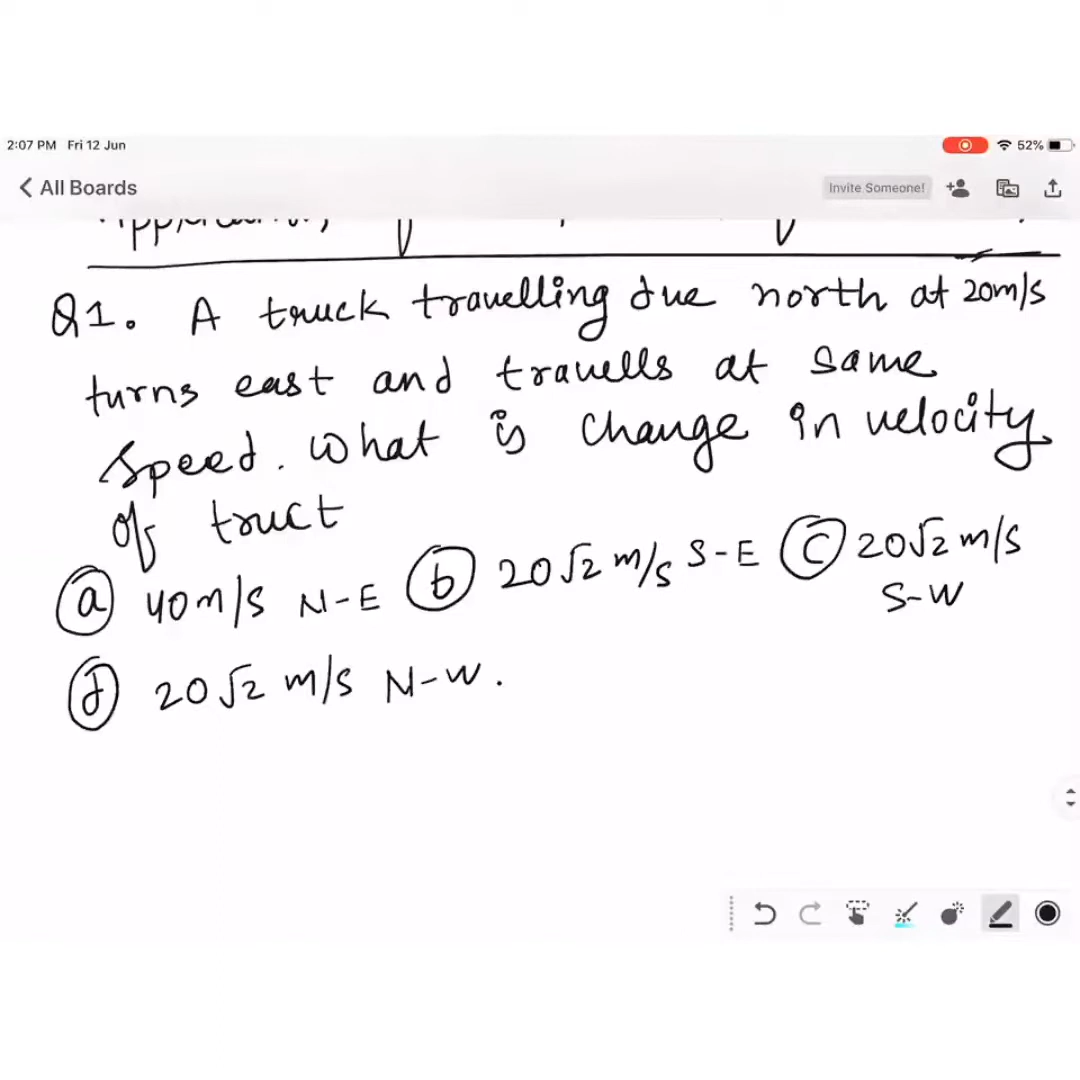 2:07 PM Fri 12 Jun 52%
All Boards Invite Someone!
Q1. A truck travelling due north at 20m/s
turns east and travells at same
speed. What is change in velocity
of truct
(a) 40m/s N-E (b) 20√2 m/s S-E (c) 20√2 m/s
S-W
(d) 20√2 m/s N-W.